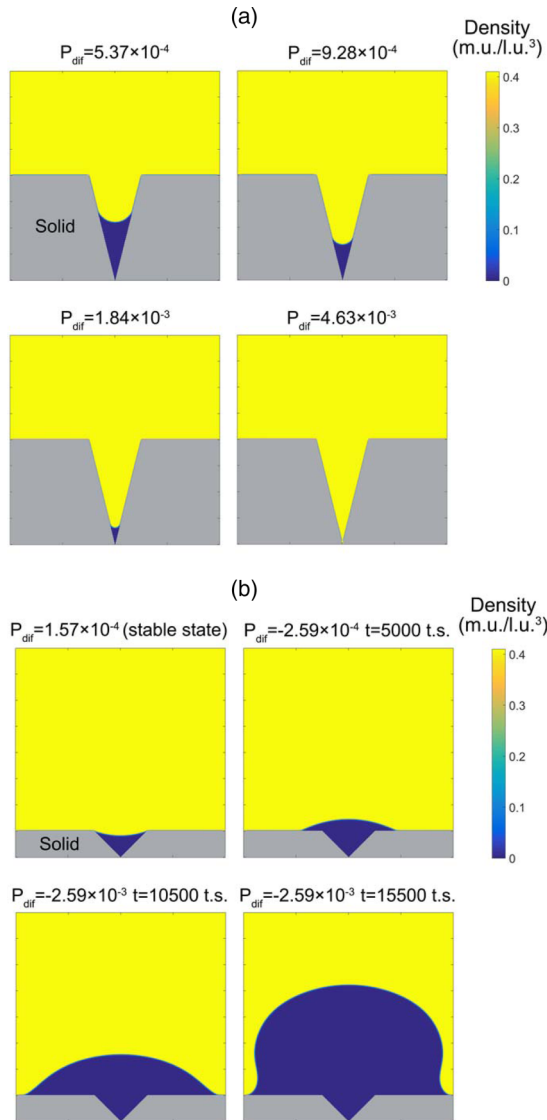 (a)
P_dif=5.37×10⁻⁴
P_dif=9.28×10⁻⁴
Density
(m.u./l.u.³)
0.4
0.3
0.2
0.1
0
Solid
P_dif=1.84×10⁻³
P_dif=4.63×10⁻³
(b)
P_dif=1.57×10⁻⁴ (stable state)
P_dif=-2.59×10⁻⁴ t=5000 t.s.
Density
(m.u./l.u.³)
0.4
0.3
0.2
0.1
0
Solid
P_dif=-2.59×10⁻³ t=10500 t.s.
P_dif=-2.59×10⁻³ t=15500 t.s.